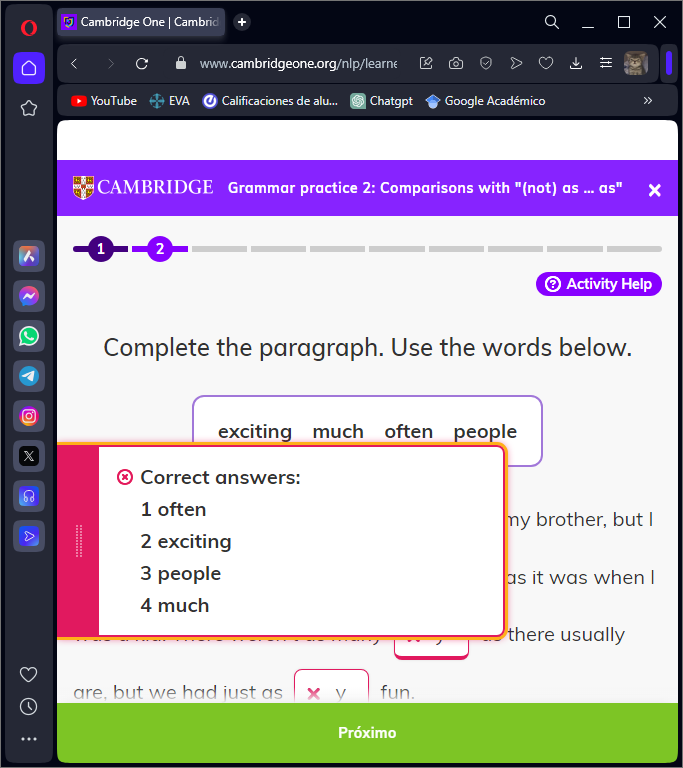 Cambridge One | Cambrid
www.cambridgeone.org/nlp/learne
YouTube EVA Calificaciones de alu... Chatgpt Google Académico »
CAMBRIDGE Grammar practice 2: Comparisons with "(not) as ... as"
1 2
Activity Help
Complete the paragraph. Use the words below.
exciting much often people
Correct answers:
1 often
2 exciting
3 people
4 much
my brother, but I
as it was when I
as there usually
are, but we had just as y fun.
Próximo